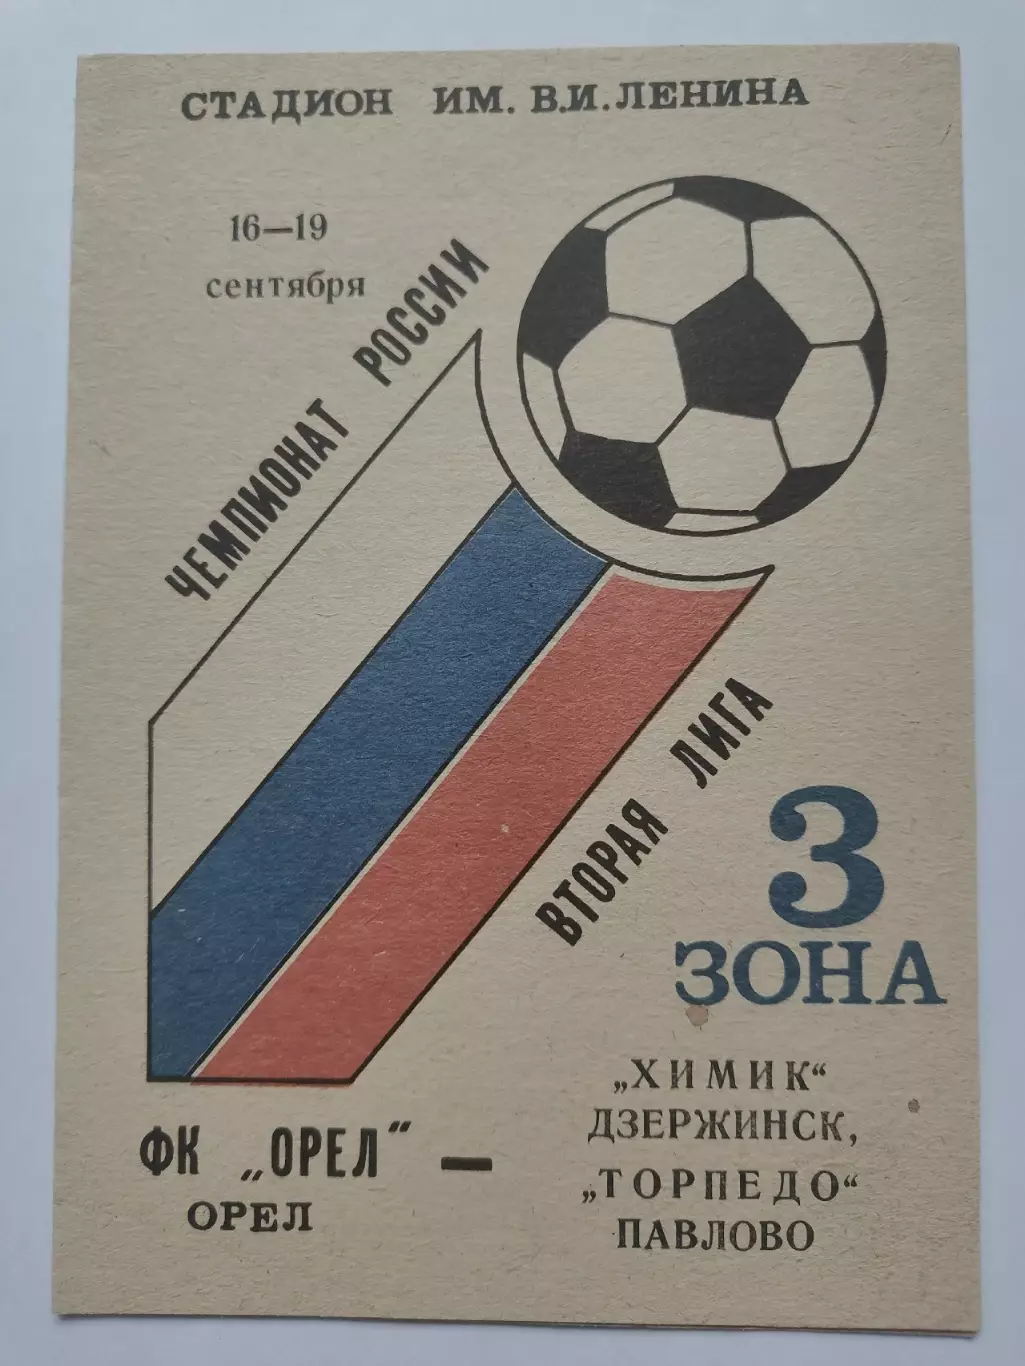 СТАДИОН ИМ. В.И.ЛЕНИНА
16—19
сентября
ЧЕМПИОНАТ РОССИИ
ВТОРАЯ ЛИГА
3
ЗОНА
ФК „ОРЕЛ“ —
ОРЕЛ
„ХИМИК“
ДЗЕРЖИНСК,
„ТОРПЕДО“
ПАВЛОВО